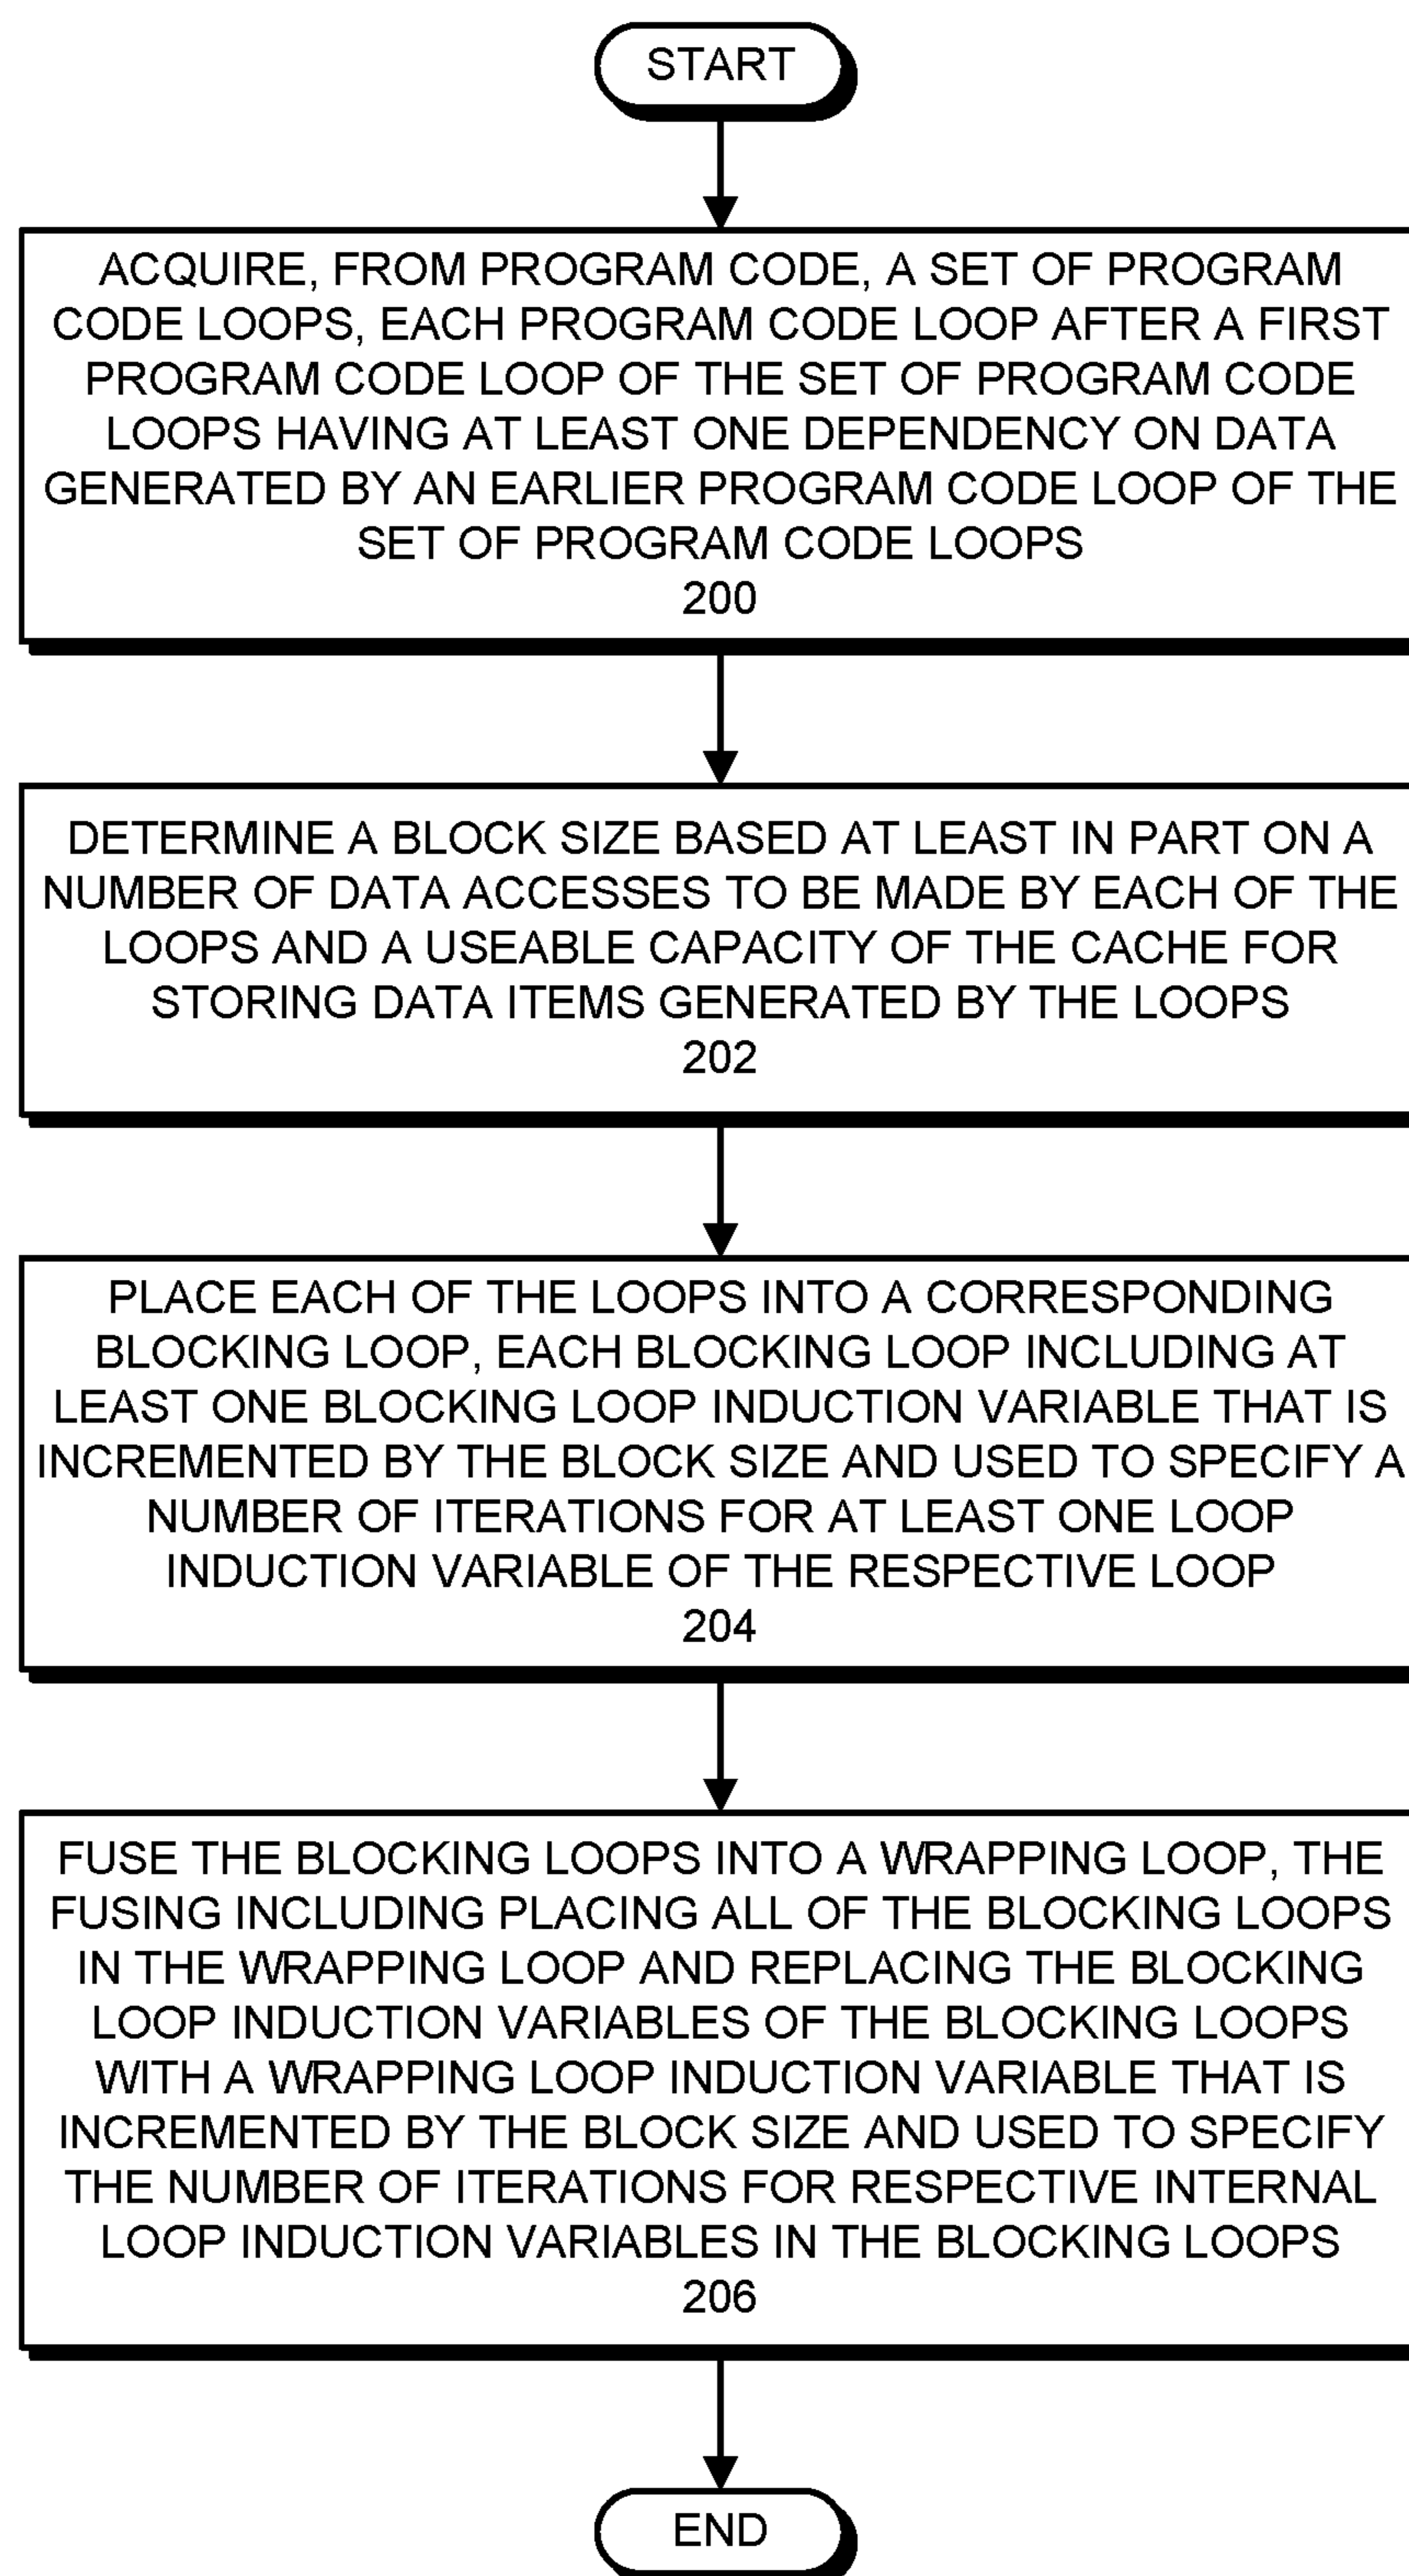 START
ACQUIRE, FROM PROGRAM CODE, A SET OF PROGRAM
CODE LOOPS, EACH PROGRAM CODE LOOP AFTER A FIRST
PROGRAM CODE LOOP OF THE SET OF PROGRAM CODE
LOOPS HAVING AT LEAST ONE DEPENDENCY ON DATA
GENERATED BY AN EARLIER PROGRAM CODE LOOP OF THE
SET OF PROGRAM CODE LOOPS
200
DETERMINE A BLOCK SIZE BASED AT LEAST IN PART ON A
NUMBER OF DATA ACCESSES TO BE MADE BY EACH OF THE
LOOPS AND A USEABLE CAPACITY OF THE CACHE FOR
STORING DATA ITEMS GENERATED BY THE LOOPS
202
PLACE EACH OF THE LOOPS INTO A CORRESPONDING
BLOCKING LOOP, EACH BLOCKING LOOP INCLUDING AT
LEAST ONE BLOCKING LOOP INDUCTION VARIABLE THAT IS
INCREMENTED BY THE BLOCK SIZE AND USED TO SPECIFY A
NUMBER OF ITERATIONS FOR AT LEAST ONE LOOP
INDUCTION VARIABLE OF THE RESPECTIVE LOOP
204
FUSE THE BLOCKING LOOPS INTO A WRAPPING LOOP, THE
FUSING INCLUDING PLACING ALL OF THE BLOCKING LOOPS
IN THE WRAPPING LOOP AND REPLACING THE BLOCKING
LOOP INDUCTION VARIABLES OF THE BLOCKING LOOPS
WITH A WRAPPING LOOP INDUCTION VARIABLE THAT IS
INCREMENTED BY THE BLOCK SIZE AND USED TO SPECIFY
THE NUMBER OF ITERATIONS FOR RESPECTIVE INTERNAL
LOOP INDUCTION VARIABLES IN THE BLOCKING LOOPS
206
END